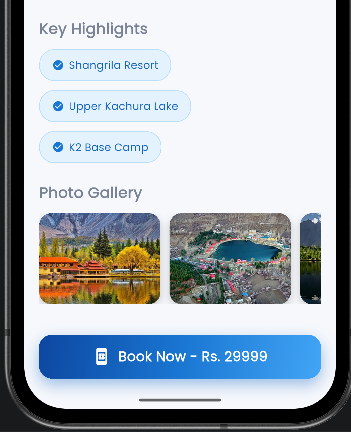 Key Highlights
Shangrila Resort
Upper Kachura Lake
K2 Base Camp
Photo Gallery
Book Now - Rs. 29999